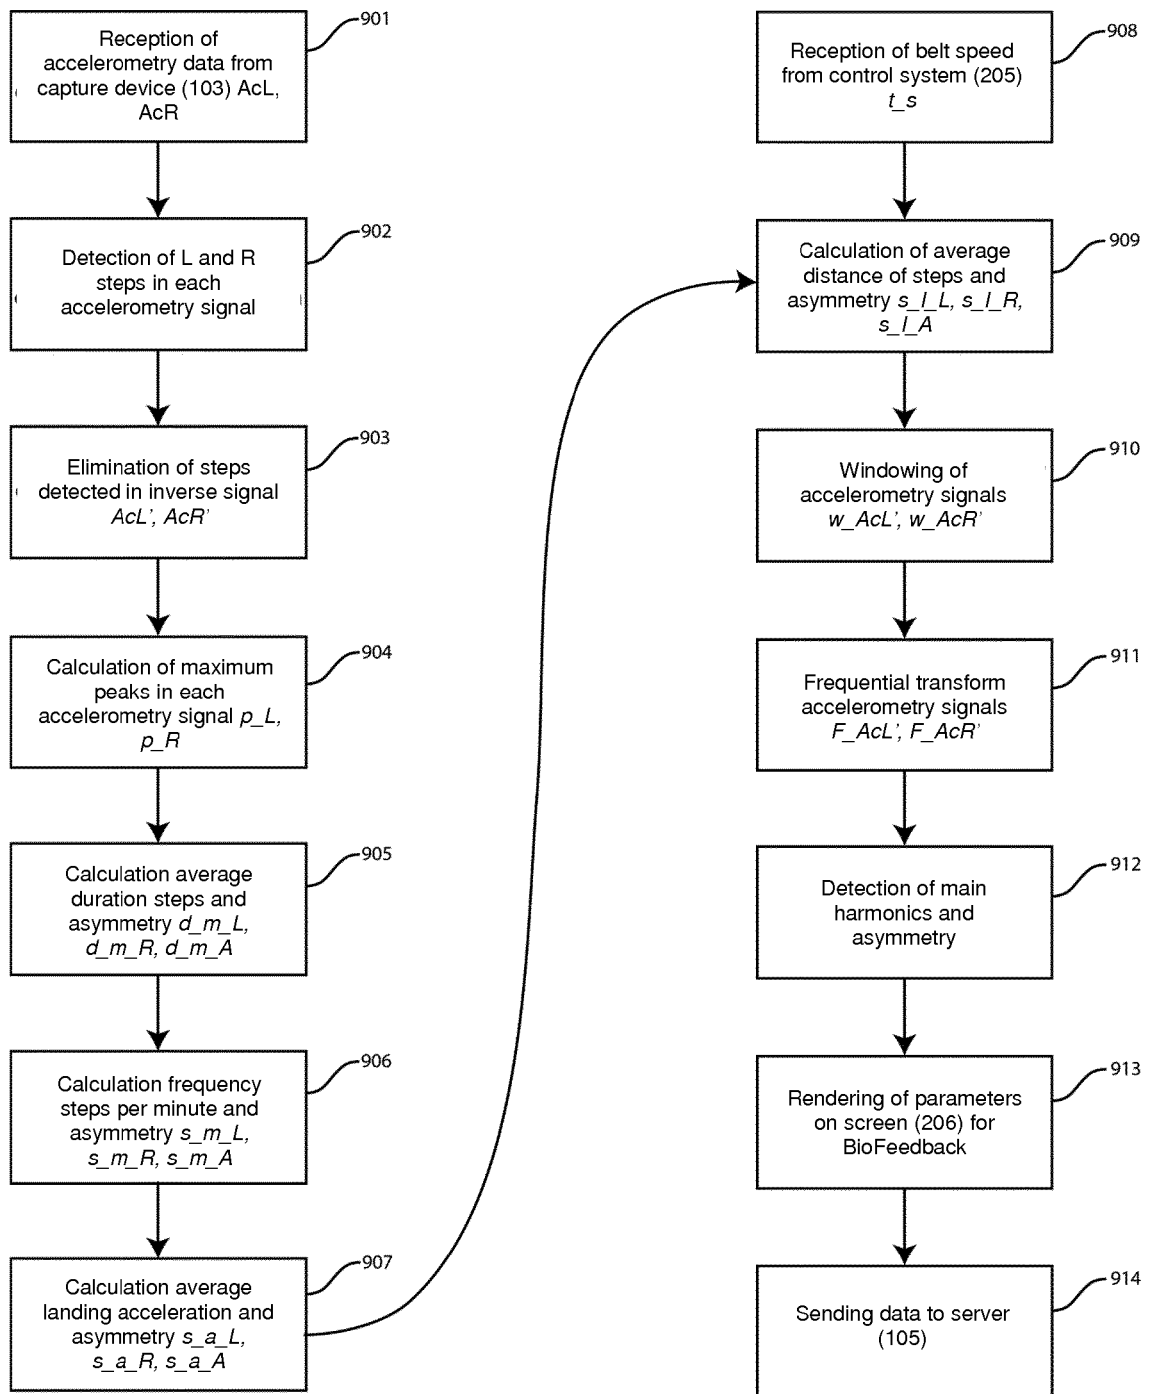 901
Reception of
accelerometry data from
capture device (103) AcL,
AcR
902
Detection of L and R
steps in each
accelerometry signal
903
Elimination of steps
detected in inverse signal
AcL', AcR'
904
Calculation of maximum
peaks in each
accelerometry signal p_L,
p_R
905
Calculation average
duration steps and
asymmetry d_m_L,
d_m_R, d_m_A
906
Calculation frequency
steps per minute and
asymmetry s_m_L,
s_m_R, s_m_A
907
Calculation average
landing acceleration and
asymmetry s_a_L,
s_a_R, s_a_A
908
Reception of belt speed
from control system (205)
t_s
909
Calculation of average
distance of steps and
asymmetry s_l_L, s_l_R,
s_l_A
910
Windowing of
accelerometry signals
w_AcL', w_AcR'
911
Frequential transform
accelerometry signals
F_AcL', F_AcR'
912
Detection of main
harmonics and
asymmetry
913
Rendering of parameters
on screen (206) for
BioFeedback
914
Sending data to server
(105)